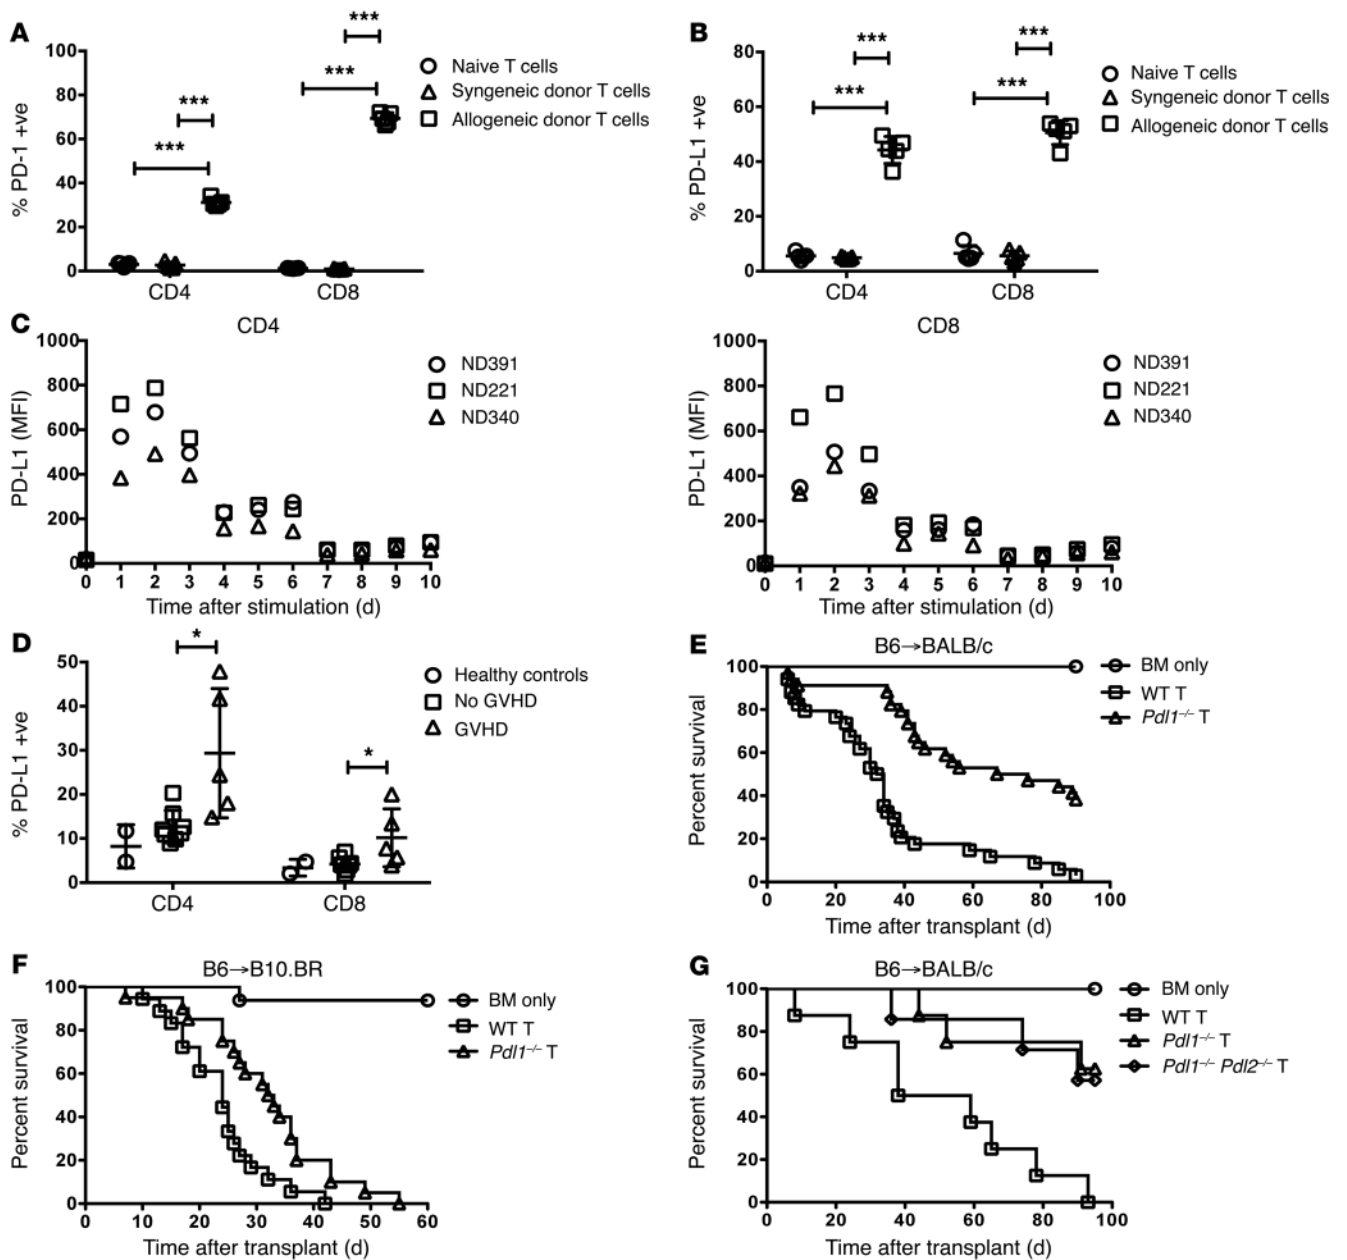 A
% PD-1 +ve
100
80
60
40
20
0
***
***
***
***
CD4
CD8
Naive T cells
Syngeneic donor T cells
Allogeneic donor T cells
B
% PD-L1 +ve
80
60
40
20
0
***
***
***
***
CD4
CD8
Naive T cells
Syngeneic donor T cells
Allogeneic donor T cells
C
CD4
PD-L1 (MFI)
1000
800
600
400
200
0
0 1 2 3 4 5 6 7 8 9 10
Time after stimulation (d)
ND391
ND221
ND340
CD8
PD-L1 (MFI)
1000
800
600
400
200
0
0 1 2 3 4 5 6 7 8 9 10
Time after stimulation (d)
ND391
ND221
ND340
D
% PD-L1 +ve
50
40
30
20
10
0
*
*
CD4
CD8
Healthy controls
No GVHD
GVHD
E
B6→BALB/c
Percent survival
100
80
60
40
20
0
0 20 40 60 80 100
Time after transplant (d)
BM only
WT T
Pdl1–/– T
F
B6→B10.BR
Percent survival
100
80
60
40
20
0
0 10 20 30 40 50 60
Time after transplant (d)
BM only
WT T
Pdl1–/– T
G
B6→BALB/c
Percent survival
100
80
60
40
20
0
0 20 40 60 80 100
Time after transplant (d)
BM only
WT T
Pdl1–/– T
Pdl1–/– Pdl2–/– T